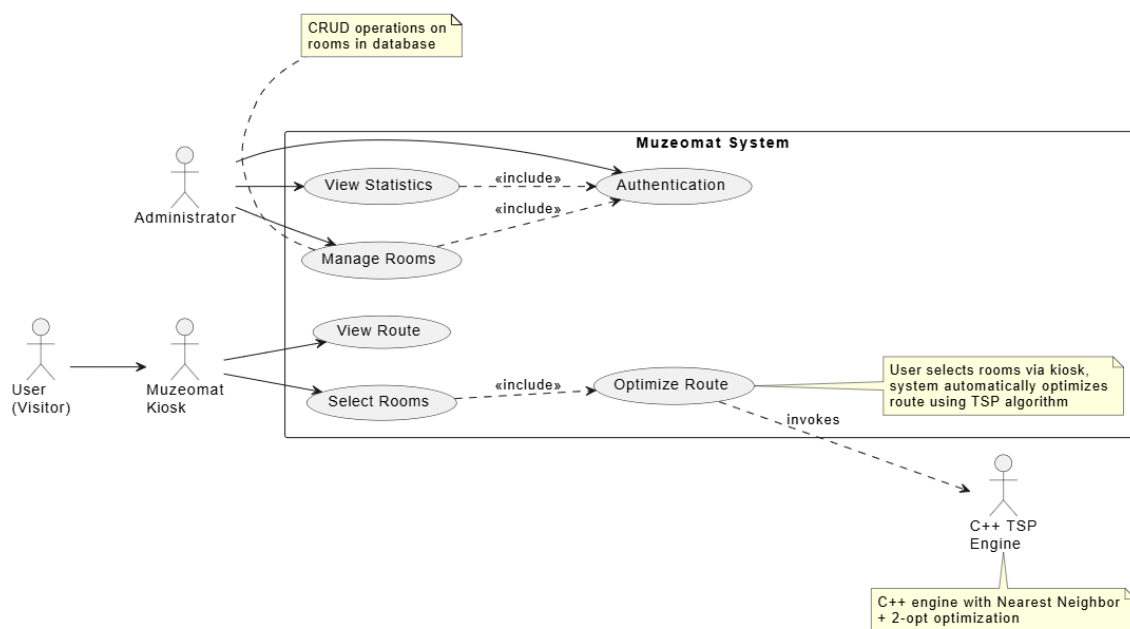 CRUD operations on
rooms in database
Muzeomat System
View Statistics
«include»
Authentication
Administrator
«include»
Manage Rooms
View Route
User
(Visitor)
Muzeomat
Kiosk
Select Rooms
«include»
Optimize Route
User selects rooms via kiosk,
system automatically optimizes
route using TSP algorithm
invokes
C++ TSP
Engine
C++ engine with Nearest Neighbor
+ 2-opt optimization